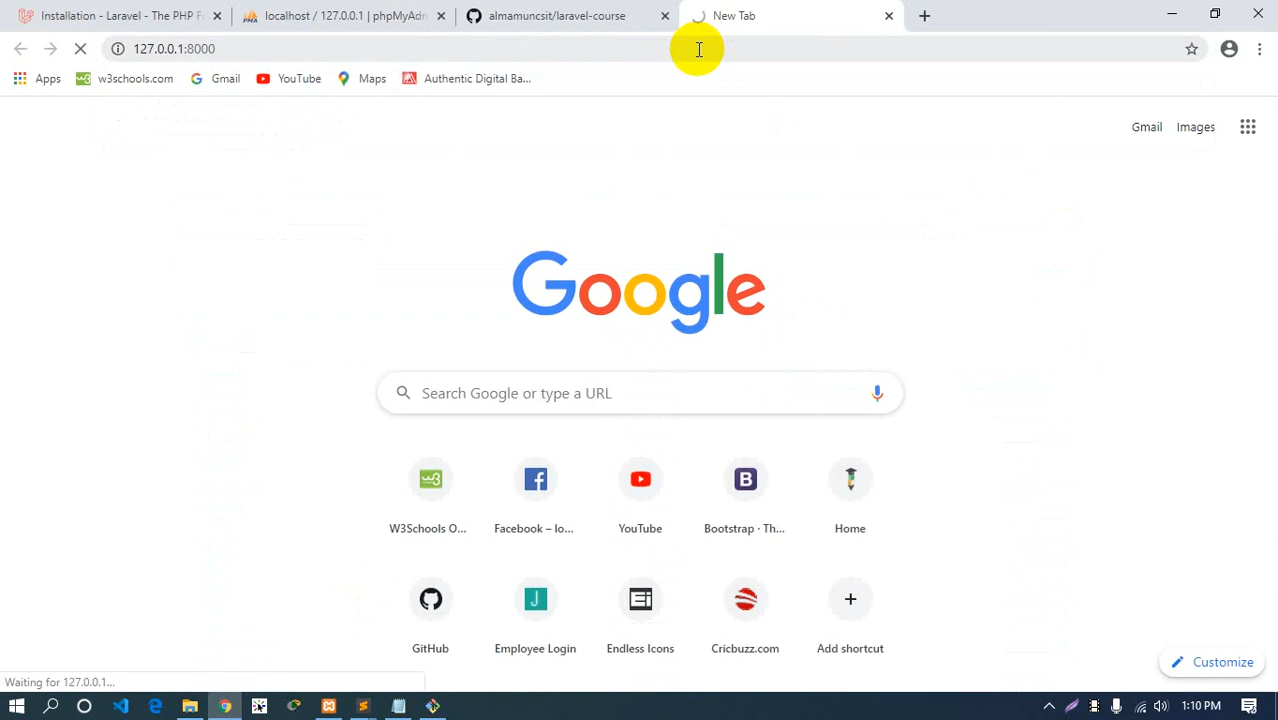 Installation - Laravel - The PHP F
localhost / 127.0.0.1 | phpMyAdm
almamuncsit/laravel-course
New Tab
127.0.0.1:8000
Apps
w3schools.com
Gmail
YouTube
Maps
Authentic Digital Ba...
Gmail
Images
Google
Search Google or type a URL
W3Schools O...
Facebook – lo...
YouTube
Bootstrap · Th...
Home
GitHub
Employee Login
Endless Icons
Cricbuzz.com
Add shortcut
Customize
Waiting for 127.0.0.1...
1:10 PM